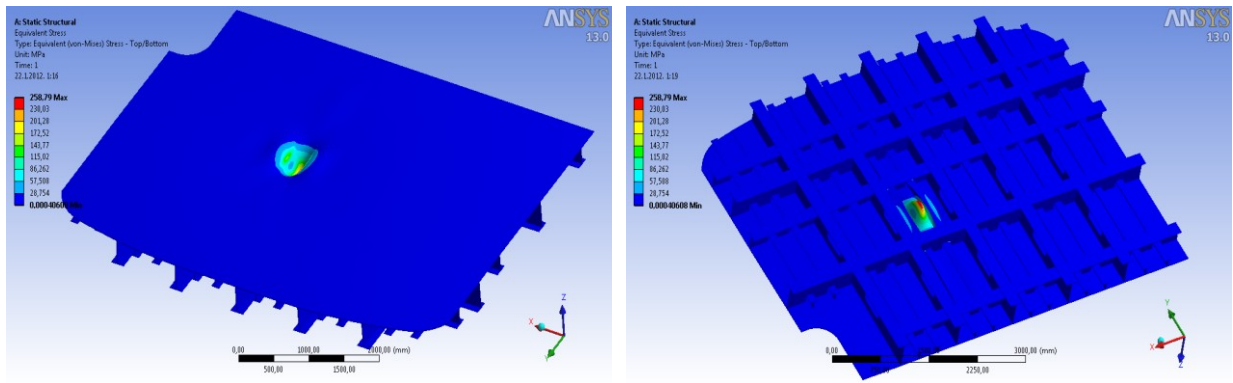 A: Static Structural
Equivalent Stress
Type: Equivalent (von-Mises) Stress - Top/Bottom
Unit: MPa
Time: 1
22.1.2012. 1:16
258,79 Max
230,03
201,28
172,52
143,77
115,02
86,262
57,508
28,754
0,00040608
ANSYS
13.0
X
Y
Z
0,00
1000,00
2000,00 (mm)
500,00
1500,00
A: Static Structural
Equivalent Stress
Type: Equivalent (von-Mises) Stress - Top/Bottom
Unit: MPa
Time: 1
22.1.2012. 1:19
258,79 Max
230,03
201,28
172,52
143,77
115,02
86,262
57,508
28,754
0,00040608 Min
ANSYS
13.0
Y
X
Z
0,00
3000,00 (mm)
2250,00